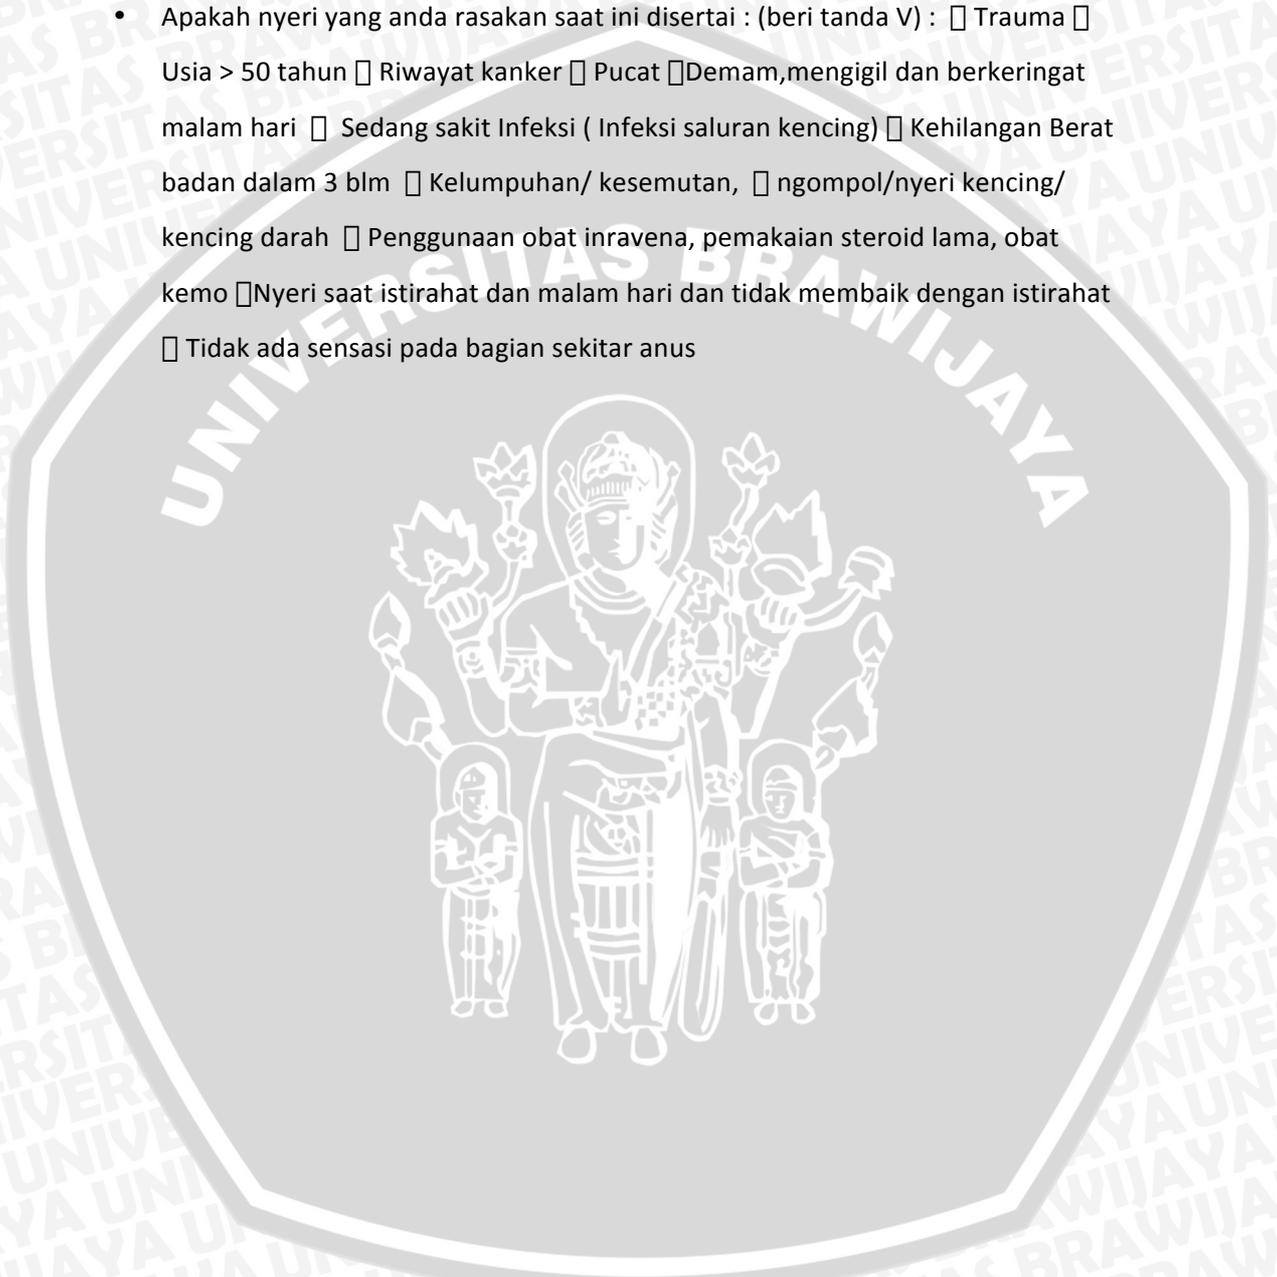 • Apakah nyeri yang anda rasakan saat ini disertai : (beri tanda V) : ▯ Trauma ▯
Usia > 50 tahun ▯ Riwayat kanker ▯ Pucat ▯Demam,mengigil dan berkeringat
malam hari ▯ Sedang sakit Infeksi ( Infeksi saluran kencing) ▯ Kehilangan Berat
badan dalam 3 blm ▯ Kelumpuhan/ kesemutan, ▯ ngompol/nyeri kencing/
kencing darah ▯ Penggunaan obat inravena, pemakaian steroid lama, obat
kemo ▯Nyeri saat istirahat dan malam hari dan tidak membaik dengan istirahat
▯ Tidak ada sensasi pada bagian sekitar anus
UNIVERSITAS BRAWIJAYA